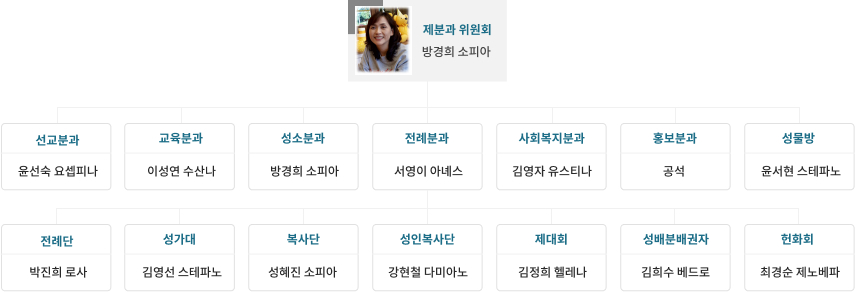 제분과 위원회
방경희 소피아
선교분과
윤선숙 요셉피나
교육분과
이성연 수산나
성소분과
방경희 소피아
전례분과
서영이 아녜스
사회복지분과
김영자 유스티나
홍보분과
공석
성물방
윤서현 스테파노
전례단
박진희 로사
성가대
김영선 스테파노
복사단
성혜진 소피아
성인복사단
강현철 다미아노
제대회
김정희 헬레나
성배분배권자
김희수 베드로
헌화회
최경순 제노베파